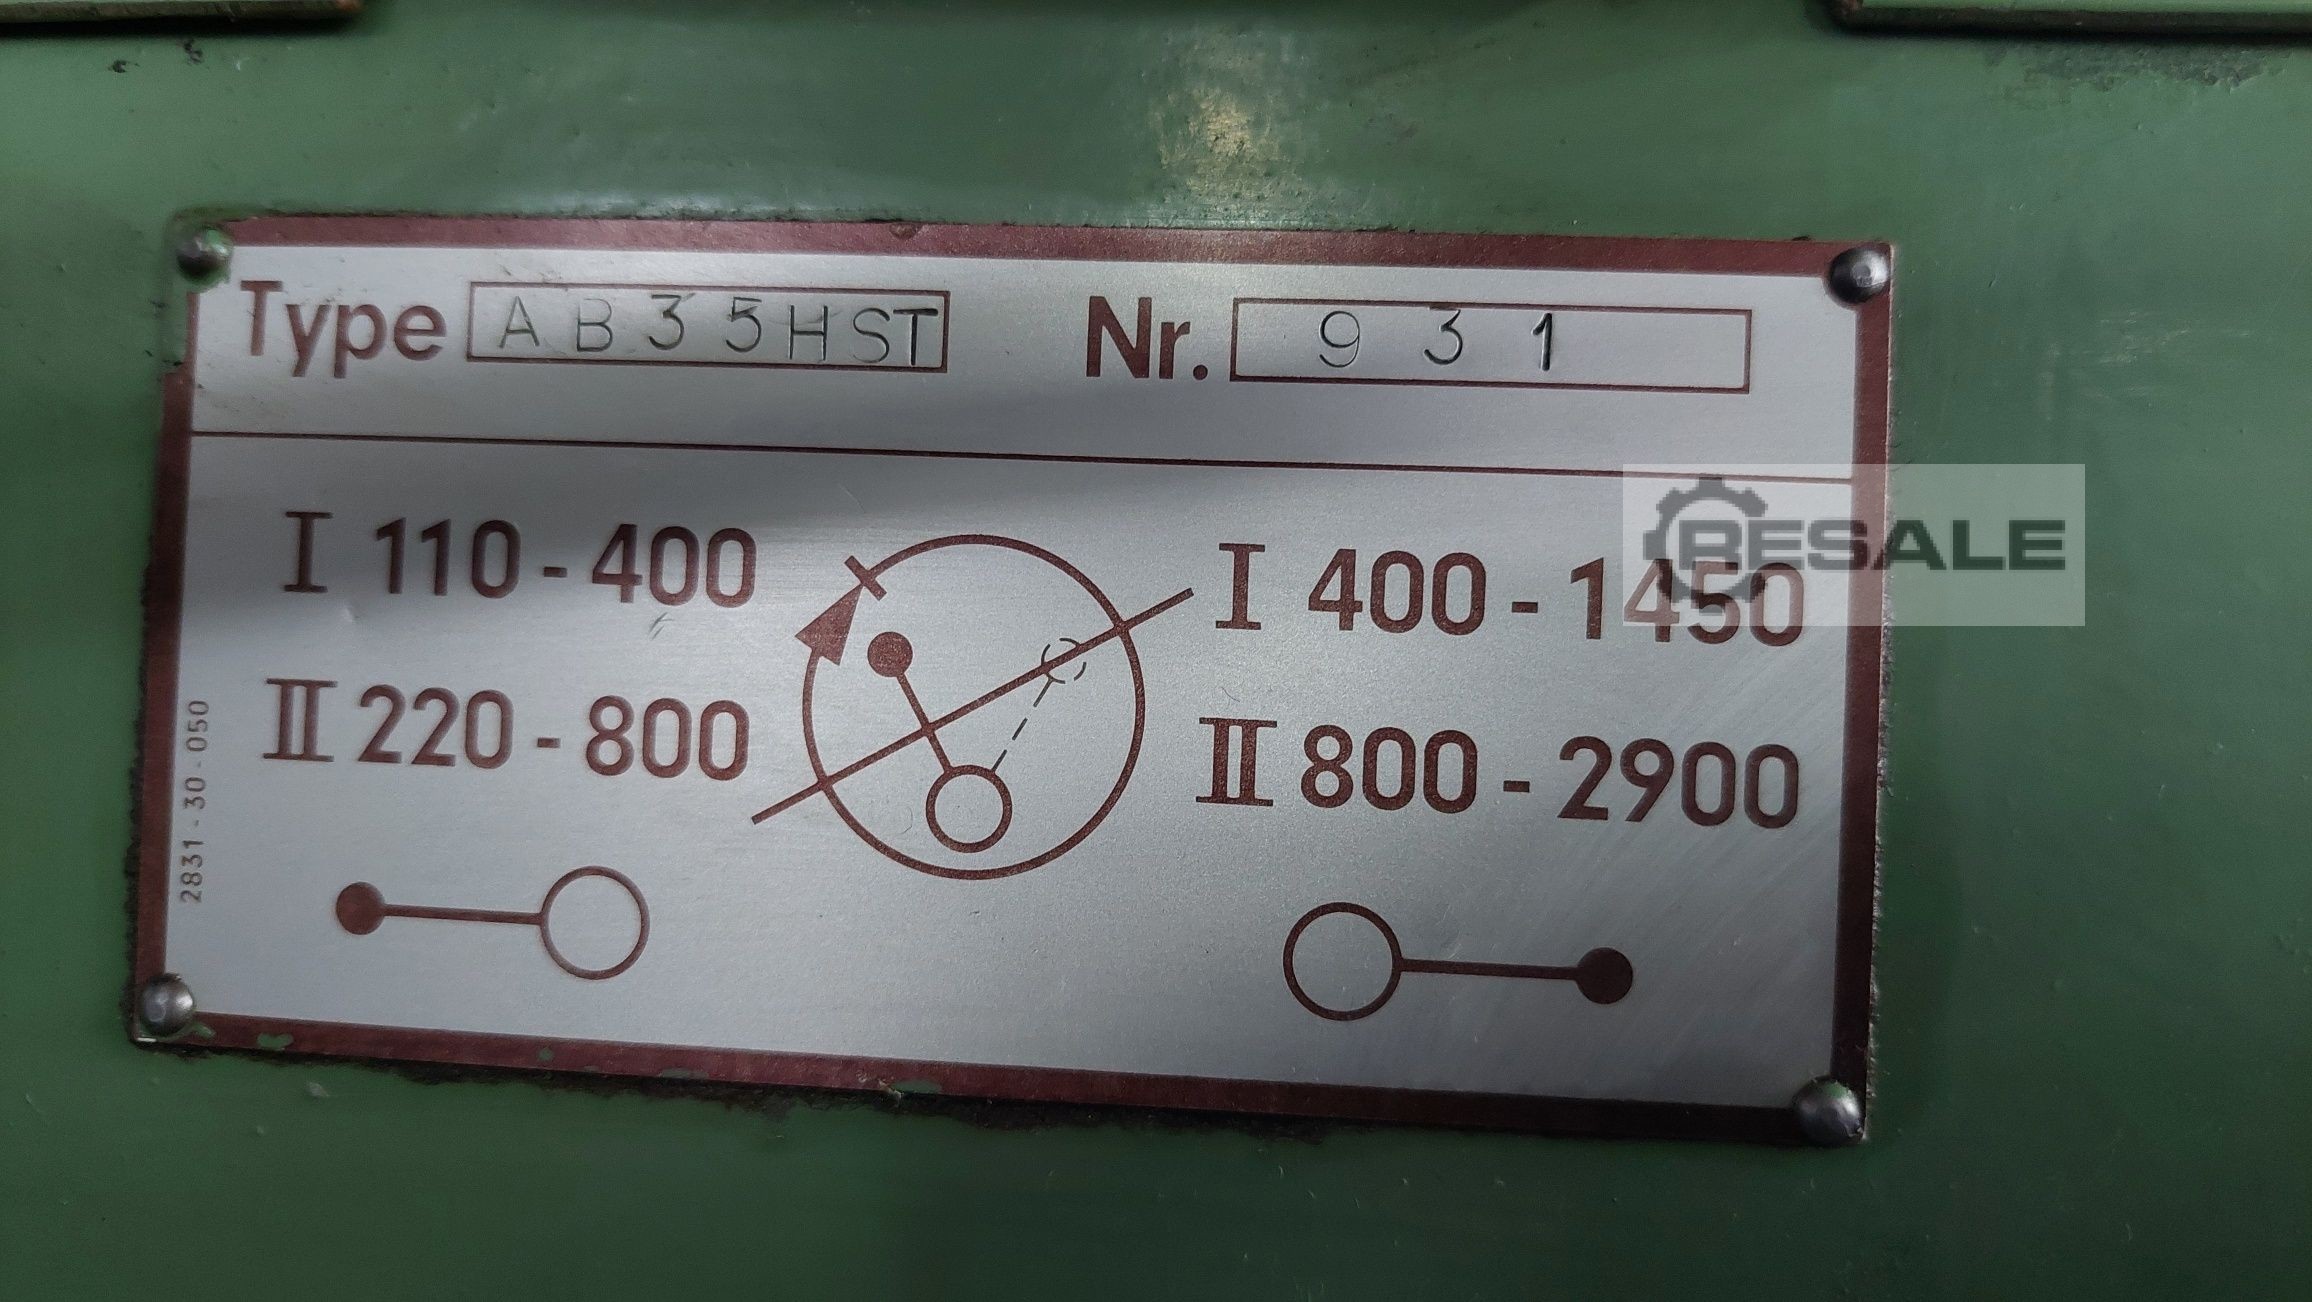 Type AB35HST Nr. 931
I 110-400
II 220-800
I 400-1450
II 800-2900
2831-30-050
RESALE